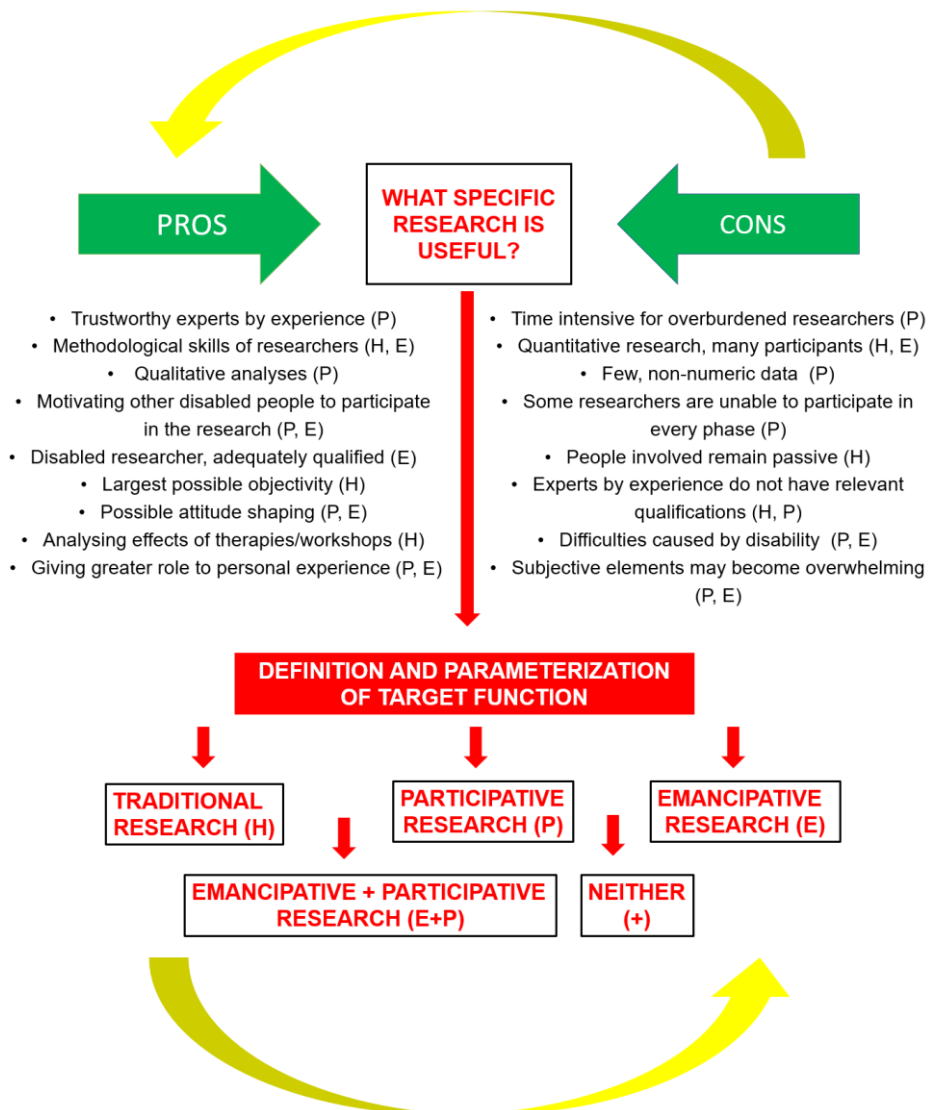 PROS
WHAT SPECIFIC
RESEARCH IS
USEFUL?
CONS
• Trustworthy experts by experience (P)
• Methodological skills of researchers (H, E)
• Qualitative analyses (P)
• Motivating other disabled people to participate
in the research (P, E)
• Disabled researcher, adequately qualified (E)
• Largest possible objectivity (H)
• Possible attitude shaping (P, E)
• Analysing effects of therapies/workshops (H)
• Giving greater role to personal experience (P, E)
• Time intensive for overburdened researchers (P)
• Quantitative research, many participants (H, E)
• Few, non-numeric data (P)
• Some researchers are unable to participate in
every phase (P)
• People involved remain passive (H)
• Experts by experience do not have relevant
qualifications (H, P)
• Difficulties caused by disability (P, E)
• Subjective elements may become overwhelming
(P, E)
DEFINITION AND PARAMETERIZATION
OF TARGET FUNCTION
TRADITIONAL
RESEARCH (H)
PARTICIPATIVE
RESEARCH (P)
EMANCIPATIVE
RESEARCH (E)
EMANCIPATIVE + PARTICIPATIVE
RESEARCH (E+P)
NEITHER
(+)